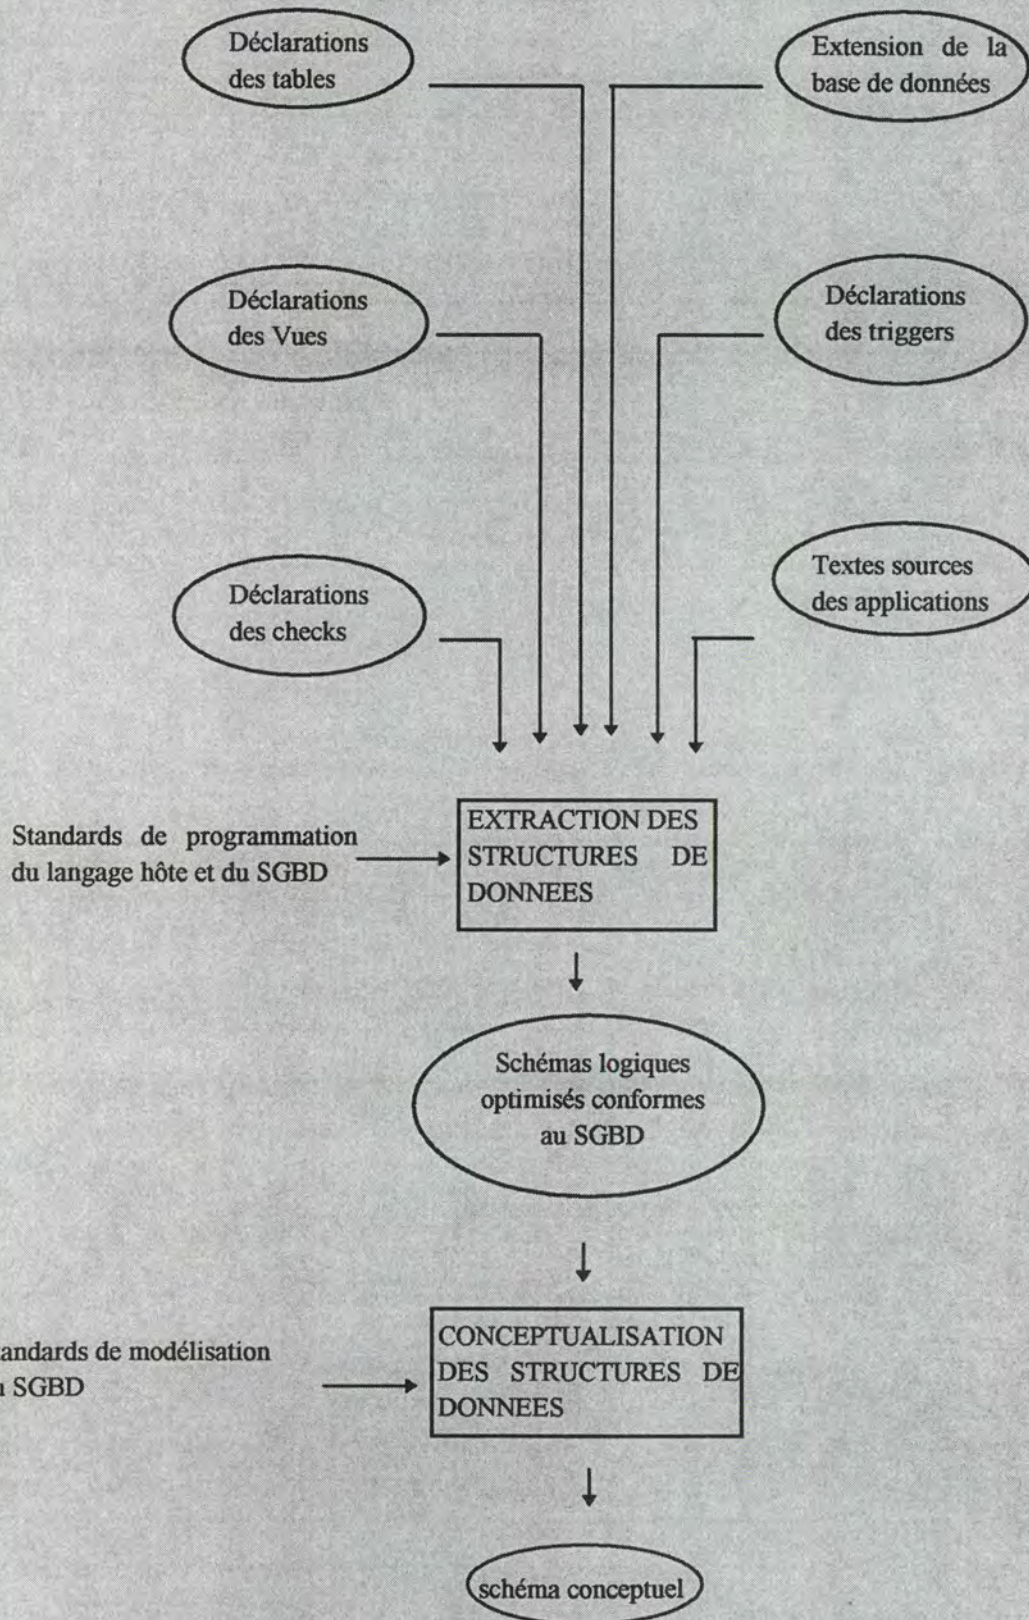 Déclarations
des tables
Extension de la
base de données
Déclarations
des Vues
Déclarations
des triggers
Déclarations
des checks
Textes sources
des applications
Standards de programmation
du langage hôte et du SGBD
EXTRACTION DES
STRUCTURES DE
DONNEES
Schémas logiques
optimisés conformes
au SGBD
tandards de modélisation
SGBD
CONCEPTUALISATION
DES STRUCTURES DE
DONNEES
schéma conceptuel